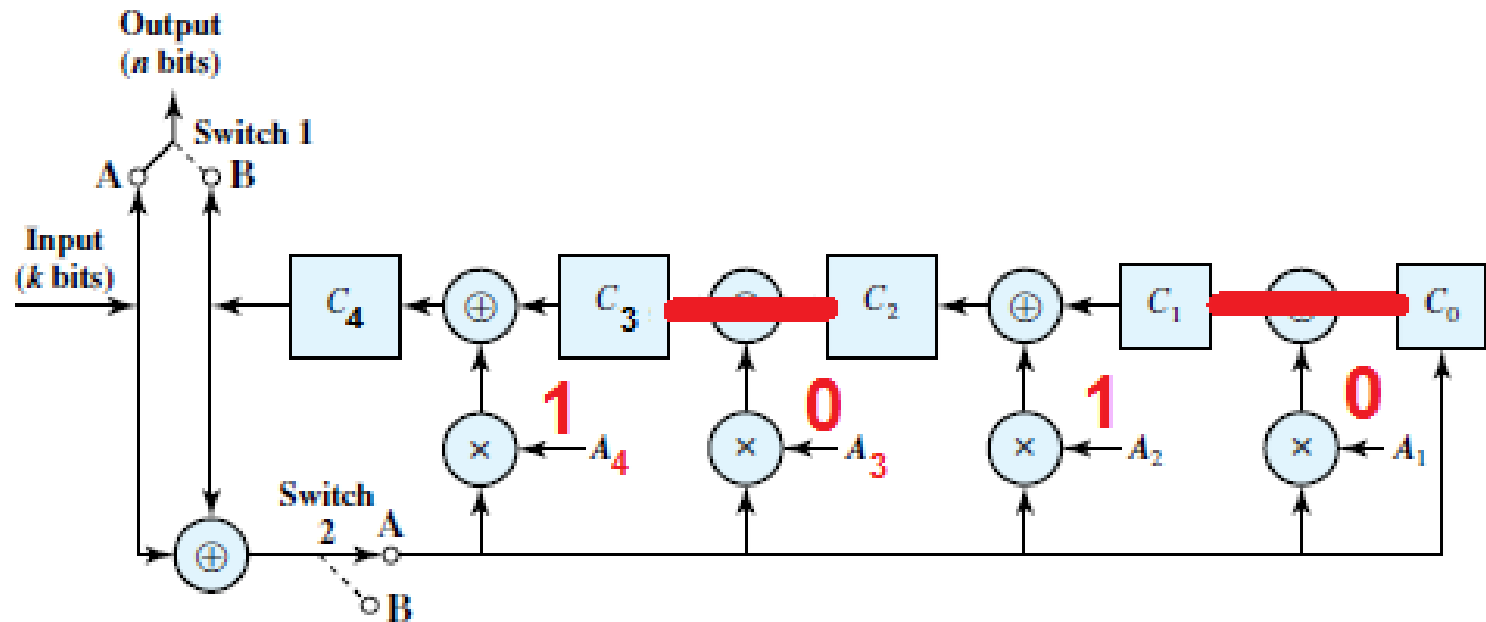 Output
(n bits)
Switch 1
A
B
Input
(k bits)
C4
⊕
C3
C2
⊕
C1
C0
1
0
1
0
×
A4
×
A3
×
A2
×
A1
Switch
2
A
⊕
B